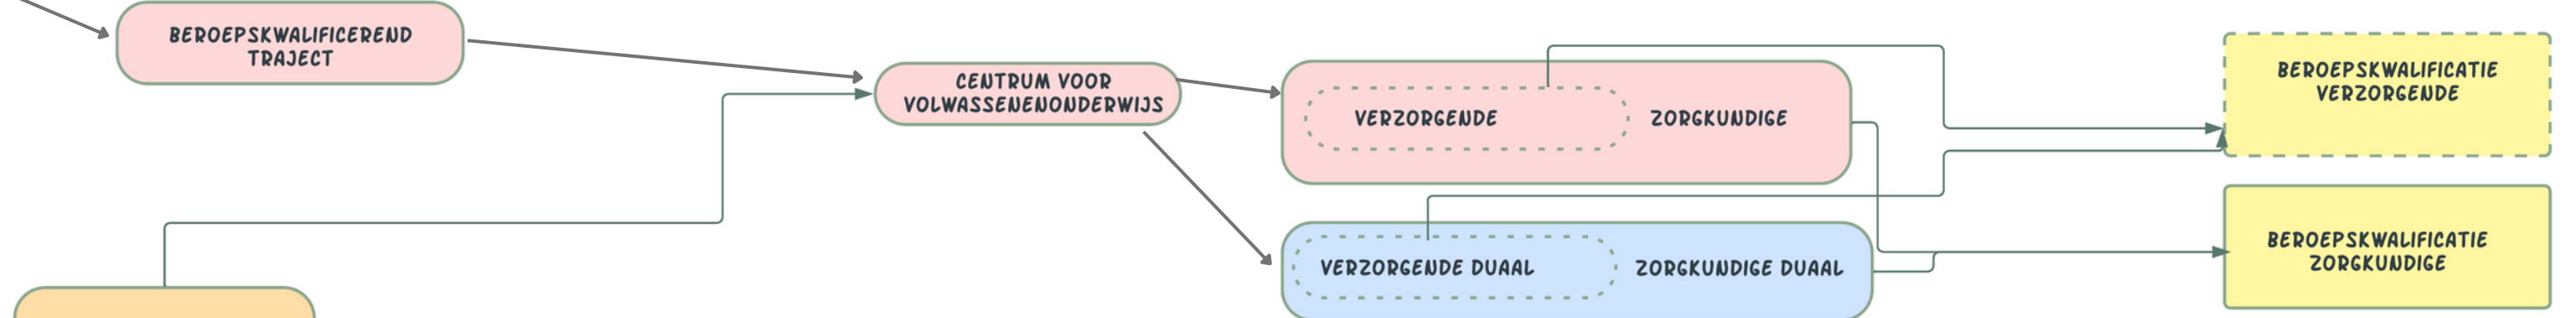 BEROEPSKWALIFICEREND
TRAJECT
CENTRUM VOOR
VOLWASSENENONDERWIJS
VERZORGENDE
ZORGKUNDIGE
VERZORGENDE DUAAL
ZORGKUNDIGE DUAAL
BEROEPSKWALIFICATIE
VERZORGENDE
BEROEPSKWALIFICATIE
ZORGKUNDIGE